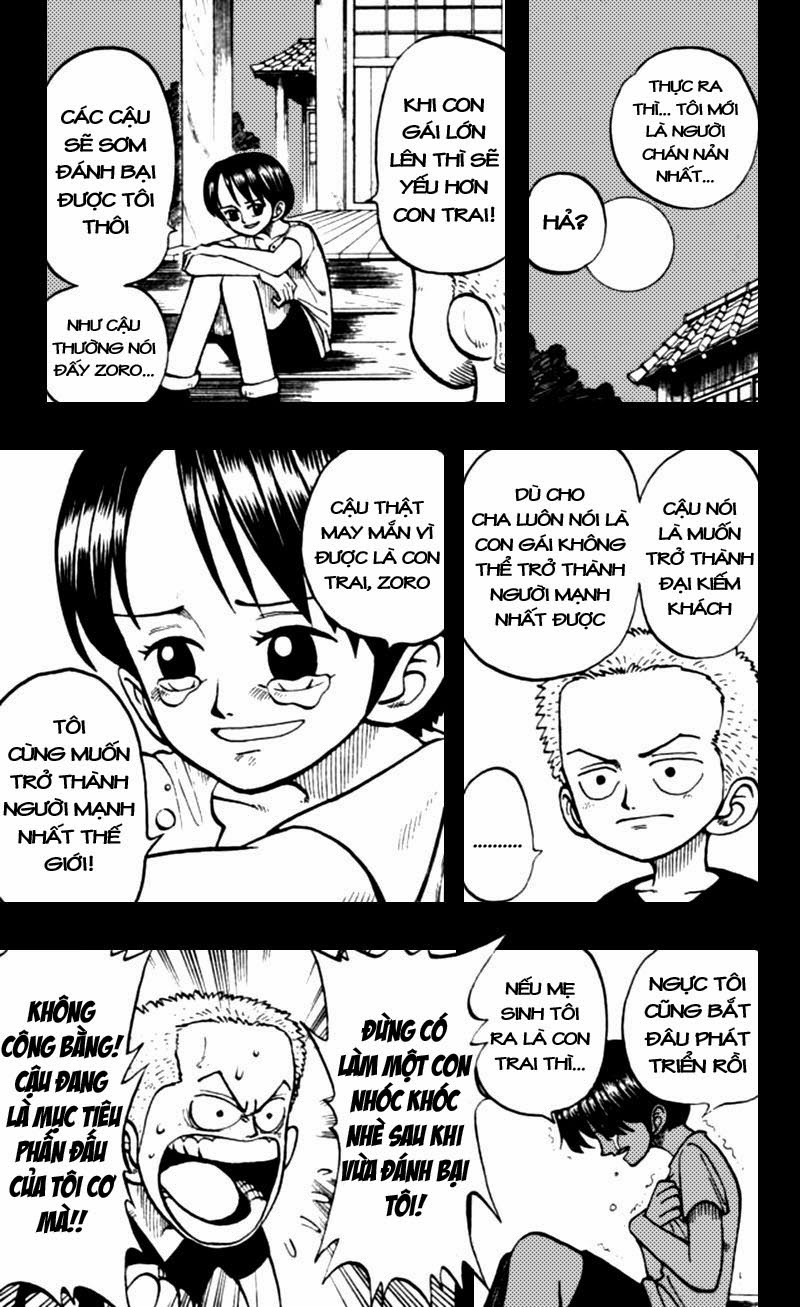 THỰC RA
THÌ... TÔI MỚI
LÀ NGƯỜI
CHÁN NẢN
NHẤT...
HẢ?
KHI CON
GÁI LỚN
LÊN THÌ SẼ
YẾU HƠN
CON TRAI!
CÁC CẬU
SẼ SƠM
ĐÁNH BẠI
ĐƯỢC TÔI
THÔI
NHƯ CẬU
THƯỜNG NÓI
ĐẤY ZORO...
CẬU NÓI
LÀ MUỐN
TRỞ THÀNH
ĐẠI KIẾM
KHÁCH
DÙ CHO
CHA LUÔN NÓI LÀ
CON GÁI KHÔNG
THỂ TRỞ THÀNH
NGƯỜI MẠNH
NHẤT ĐƯỢC
...........
CẬU THẬT
MAY MẮN VÌ
ĐƯỢC LÀ CON
TRAI, ZORO
TÔI
CÙNG MUỐN
TRỞ THÀNH
NGƯỜI MẠNH
NHẤT THẾ
GIỚI!
NGỰC TÔI
CŨNG BẮT
ĐÂU PHÁT
TRIỂN RỒI
NẾU MẸ
SINH TÔI
RA LÀ CON
TRAI THÌ...
ĐỪNG CÓ
LÀM MỘT CON
NHÓC KHÓC
NHÈ SAU KHI
VỪA ĐÁNH BẠI
TÔI!
KHÔNG
CÔNG BẰNG!
CẬU ĐANG
LÀ MỤC TIÊU
PHẤN ĐẤU
CỦA TÔI CƠ
MÀ!!